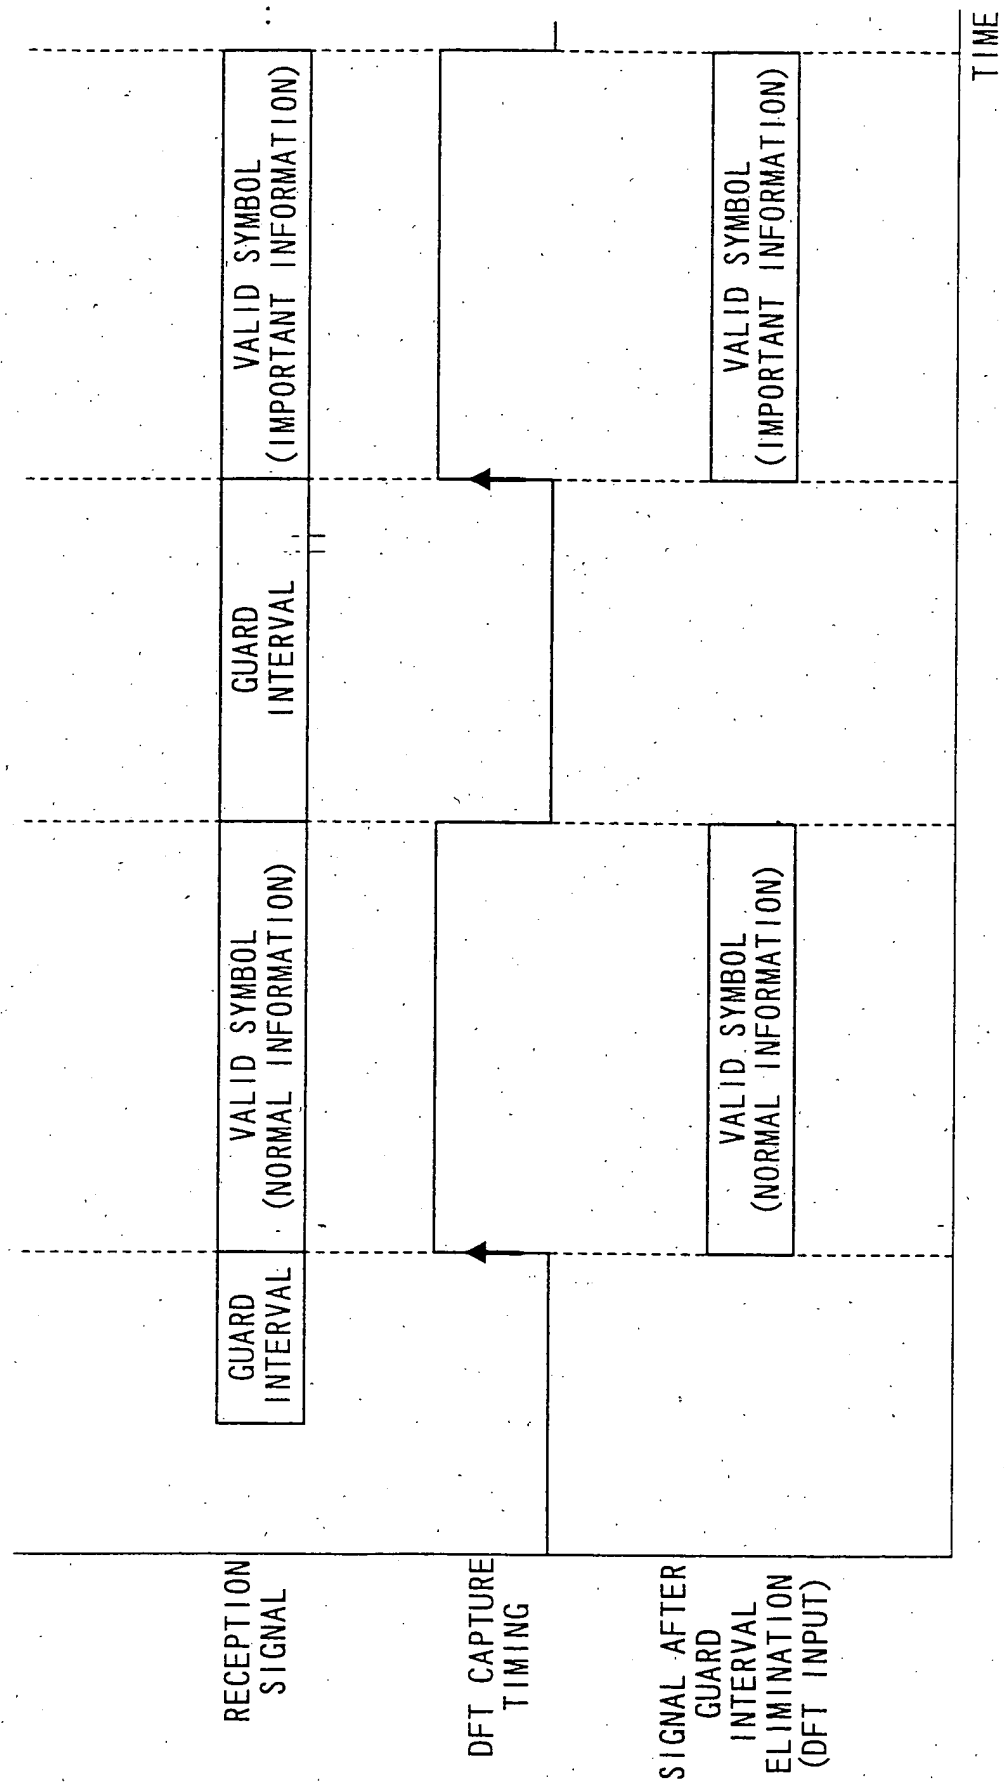 RECEPTION
SIGNAL
GUARD
INTERVAL
VALID SYMBOL
(NORMAL INFORMATION)
GUARD
INTERVAL
VALID SYMBOL
(IMPORTANT INFORMATION)
DFT CAPTURE
TIMING
SIGNAL AFTER
GUARD
INTERVAL
ELIMINATION
(DFT INPUT)
VALID SYMBOL
(NORMAL INFORMATION)
VALID SYMBOL
(IMPORTANT INFORMATION)
TIME